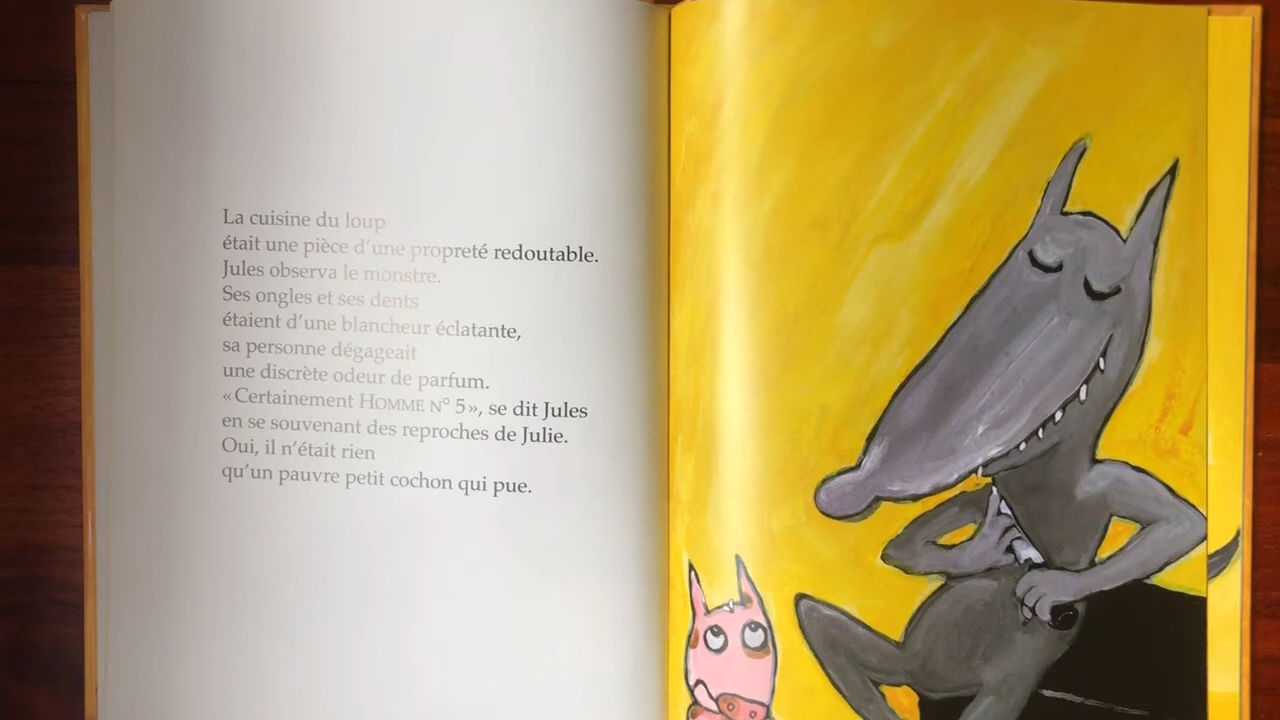 La cuisine du loup
était une pièce d'une propreté redoutable.
Jules observa le monstre.
Ses ongles et ses dents
étaient d'une blancheur éclatante,
sa personne dégageait
une discrète odeur de parfum.
«Certainement HOMME N° 5», se dit Jules
en se souvenant des reproches de Julie.
Oui, il n'était rien
qu'un pauvre petit cochon qui pue.